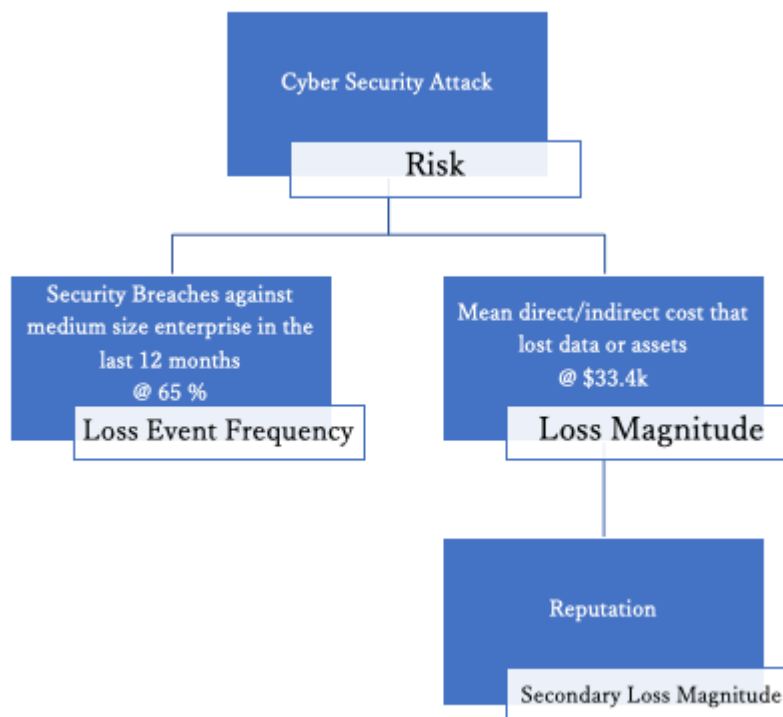 Cyber Security Attack
Risk
Security Breaches against
medium size enterprise in the
last 12 months
@ 65 %
Loss Event Frequency
Mean direct/indirect cost that
lost data or assets
@ $33.4k
Loss Magnitude
Reputation
Secondary Loss Magnitude